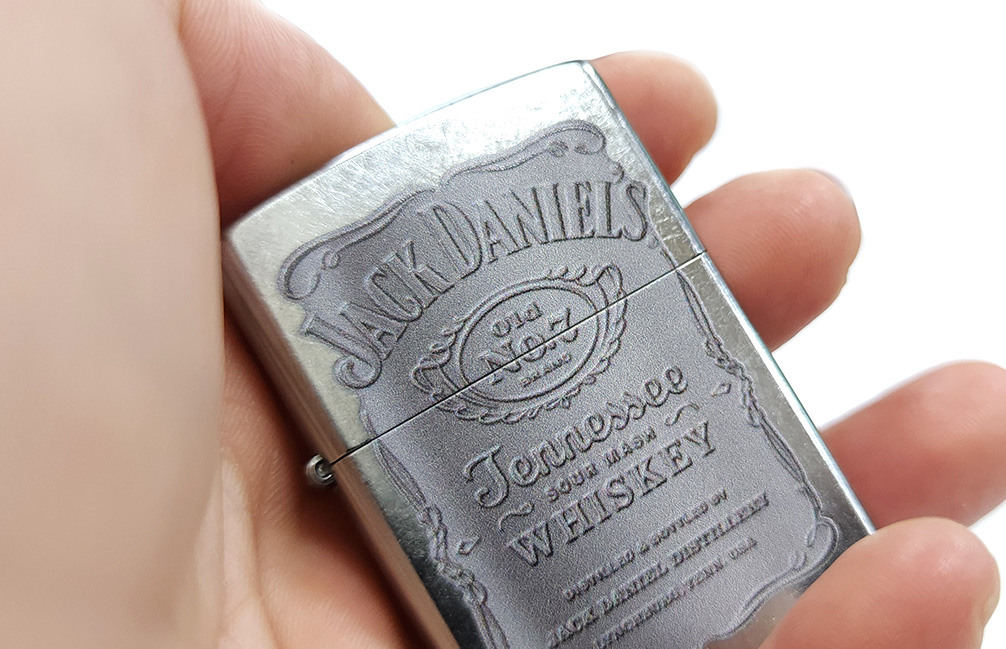 JACK DANIEL'S
Old
No.7
BRAND
Tennessee
SOUR MASH
WHISKEY
DISTILLED & BOTTLED BY
JACK DANIEL DISTILLERY
LYNCHBURG, TENN. USA